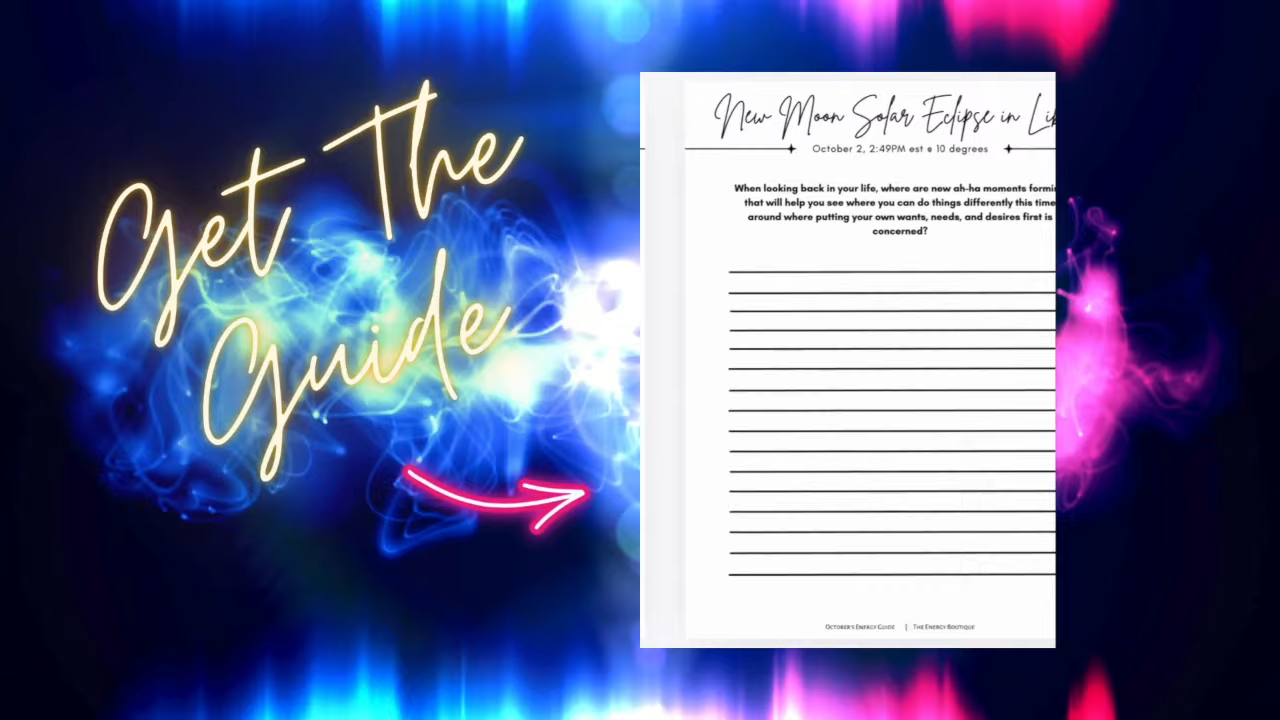 Get The
Guide
New Moon Solar Eclipse in
October 2, 2:49PM est @ 10 degrees
When looking back in your life, where are new ah-ha moments formin
that will help you see where you can do things differently this time
around where putting your own wants, needs, and desires first is
concerned?
October's Energy Guide | The Energy Boutique